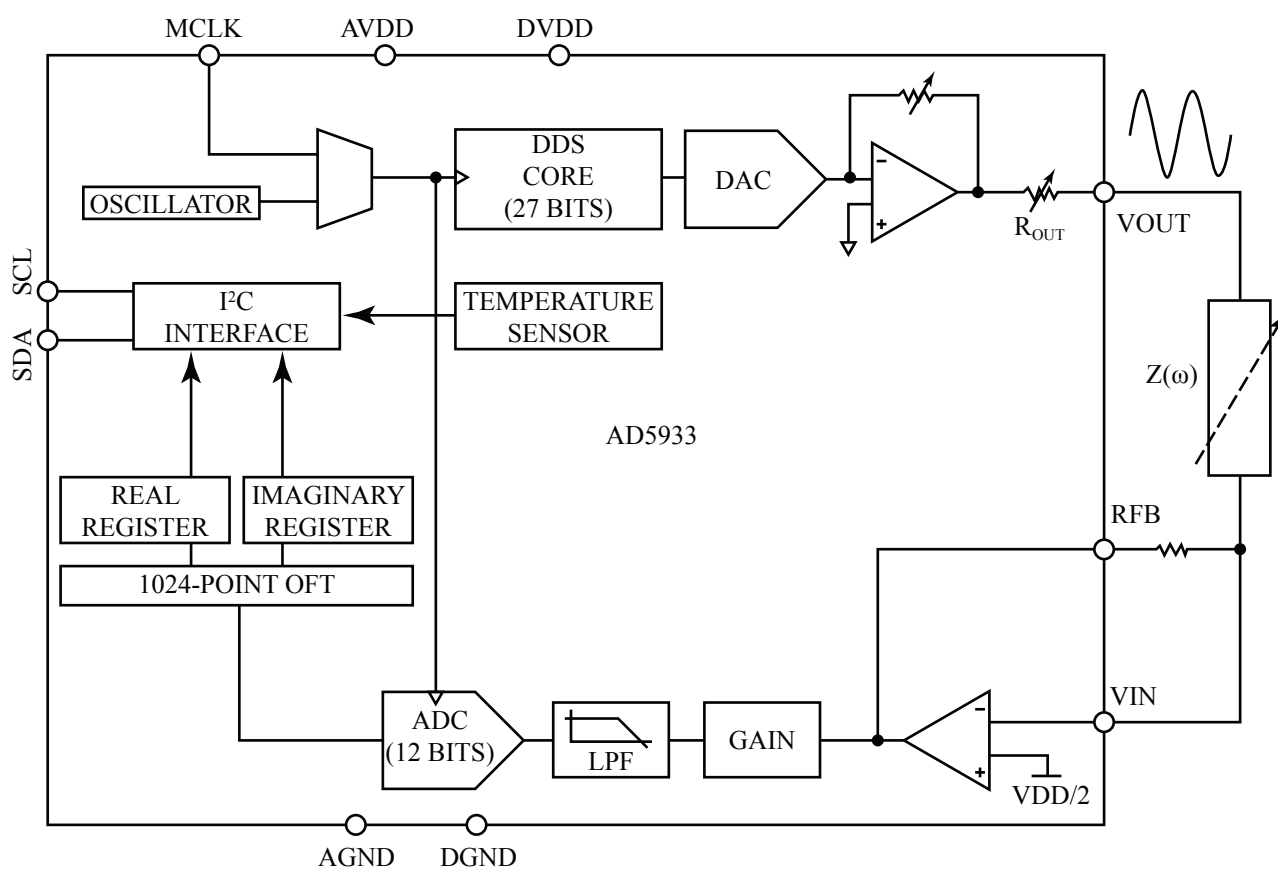 MCLK
AVDD
DVDD
OSCILLATOR
DDS
CORE
(27 BITS)
DAC
R_OUT
VOUT
SCL
SDA
I²C
INTERFACE
TEMPERATURE
SENSOR
Z(ω)
AD5933
REAL
REGISTER
IMAGINARY
REGISTER
RFB
1024-POINT OFT
ADC
(12 BITS)
LPF
GAIN
VIN
VDD/2
AGND
DGND